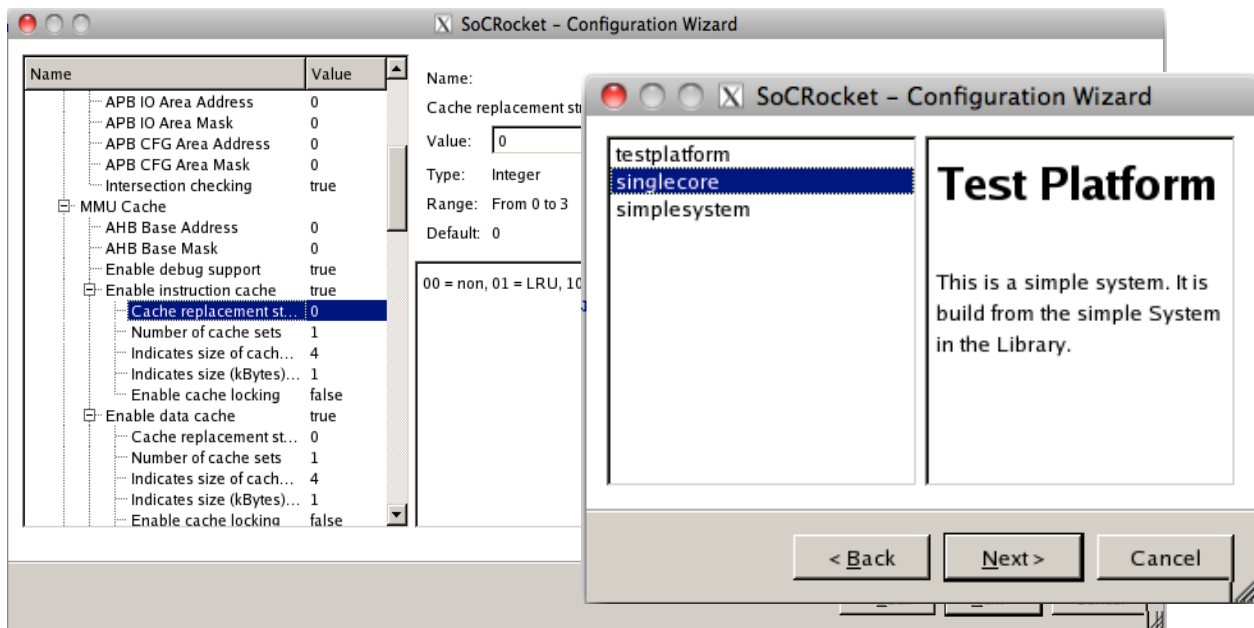 SoCRocket – Configuration Wizard
Name Value
APB IO Area Address 0
APB IO Area Mask 0
APB CFG Area Address 0
APB CFG Area Mask 0
Intersection checking true
MMU Cache
AHB Base Address 0
AHB Base Mask 0
Enable debug support true
Enable instruction cache true
Cache replacement st... 0
Number of cache sets 1
Indicates size of cach... 4
Indicates size (kBytes)... 1
Enable cache locking false
Enable data cache true
Cache replacement st... 0
Number of cache sets 1
Indicates size of cach... 4
Indicates size (kBytes)... 1
Enable cache locking false
Name:
Cache replacement st
Value: 0
Type: Integer
Range: From 0 to 3
Default: 0
00 = non, 01 = LRU, 10
SoCRocket – Configuration Wizard
testplatform
singlecore
simplesystem
Test Platform
This is a simple system. It is
build from the simple System
in the Library.
< Back Next > Cancel